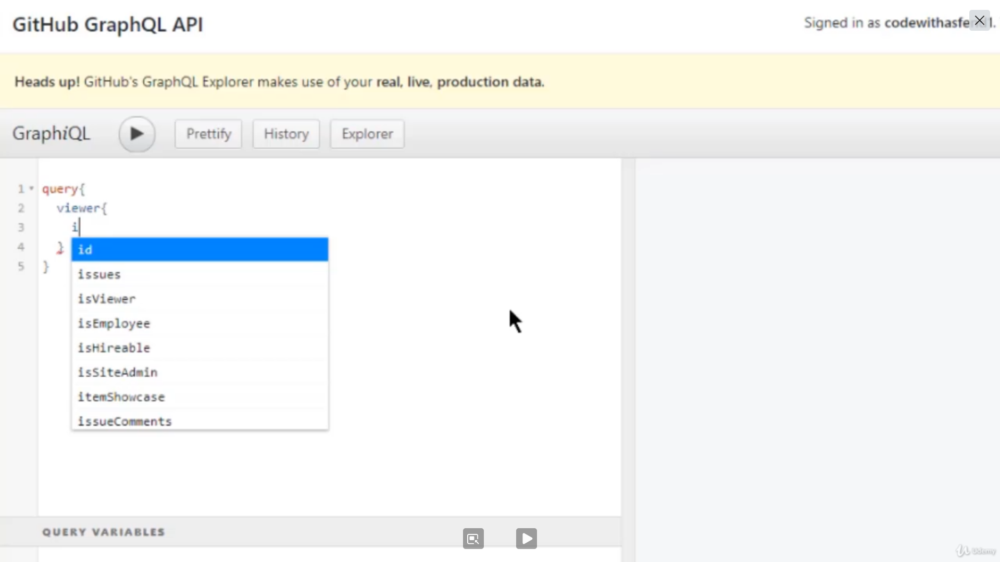 GitHub GraphQL API
Signed in as codewithasfe
Heads up! GitHub's GraphQL Explorer makes use of your real, live, production data.
GraphiQL
Prettify
History
Explorer
1 query{
2 viewer{
3 i
4 }
5 }
id
issues
isViewer
isEmployee
isHireable
isSiteAdmin
itemShowcase
issueComments
QUERY VARIABLES
Udemy